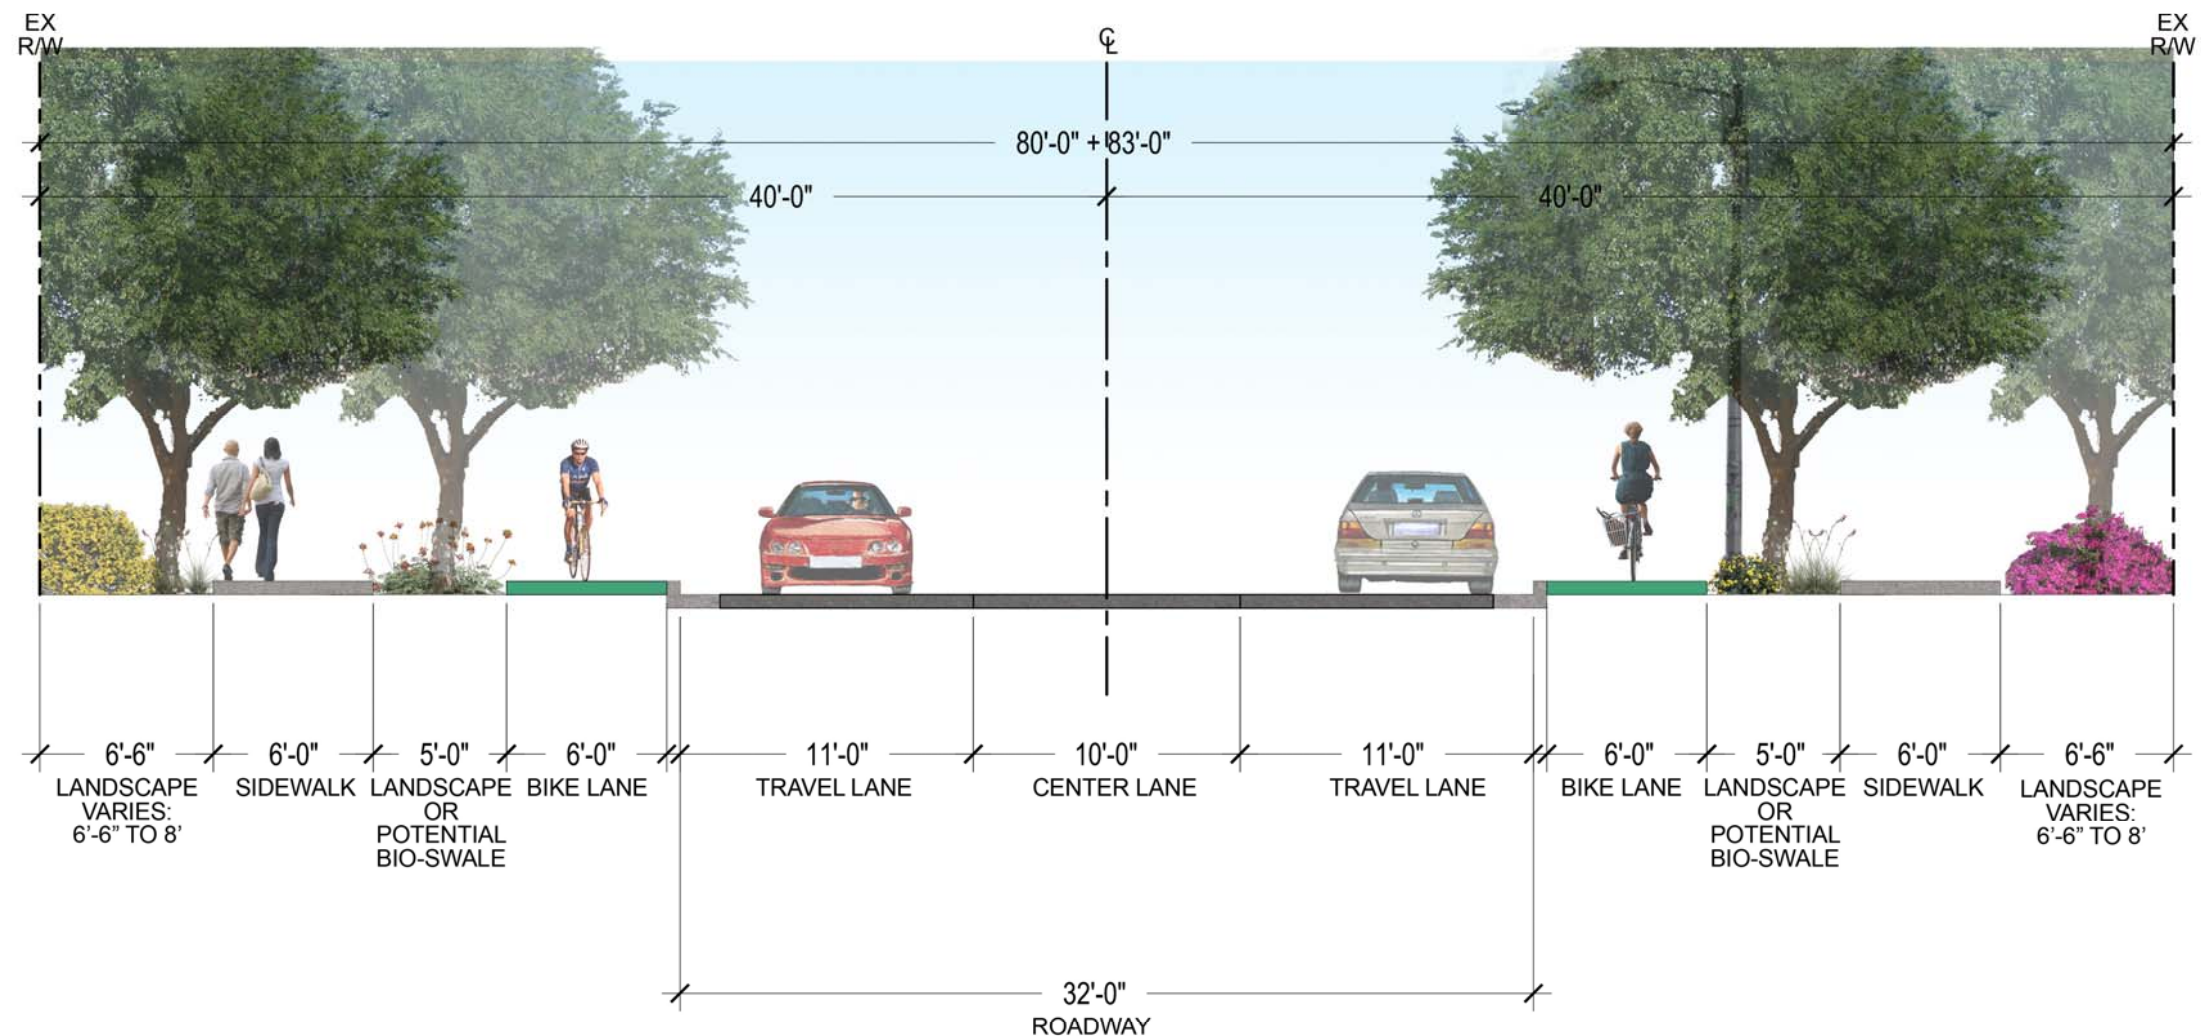 EX
R/W
℄
EX
R/W
80'-0" + 83'-0"
40'-0"
40'-0"
6'-6"
LANDSCAPE
VARIES:
6'-6" TO 8'
6'-0"
SIDEWALK
5'-0"
LANDSCAPE
OR
POTENTIAL
BIO-SWALE
6'-0"
BIKE LANE
11'-0"
TRAVEL LANE
10'-0"
CENTER LANE
11'-0"
TRAVEL LANE
6'-0"
BIKE LANE
5'-0"
LANDSCAPE
OR
POTENTIAL
BIO-SWALE
6'-0"
SIDEWALK
6'-6"
LANDSCAPE
VARIES:
6'-6" TO 8'
32'-0"
ROADWAY